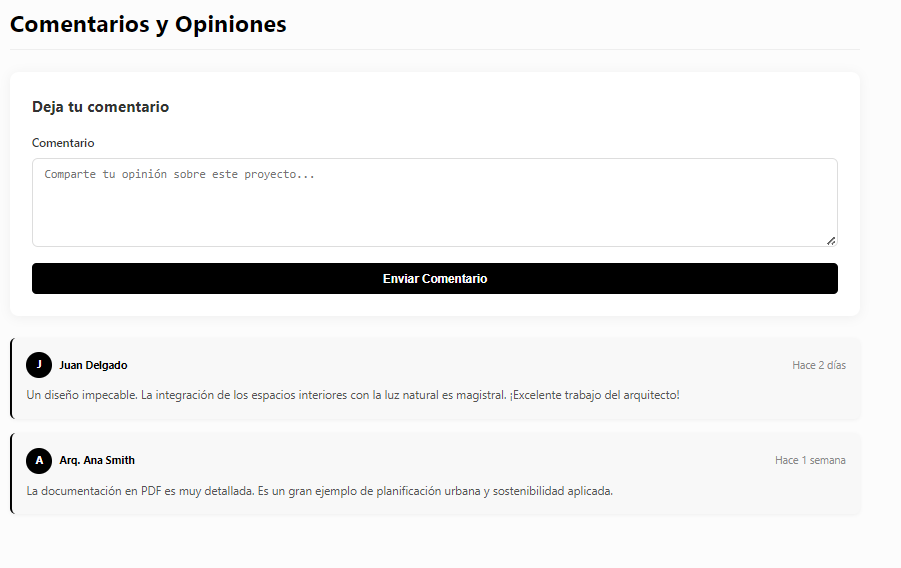 Comentarios y Opiniones
Deja tu comentario
Comentario
Comparte tu opinión sobre este proyecto...
Enviar Comentario
J Juan Delgado Hace 2 días
Un diseño impecable. La integración de los espacios interiores con la luz natural es magistral. ¡Excelente trabajo del arquitecto!
A Arq. Ana Smith Hace 1 semana
La documentación en PDF es muy detallada. Es un gran ejemplo de planificación urbana y sostenibilidad aplicada.